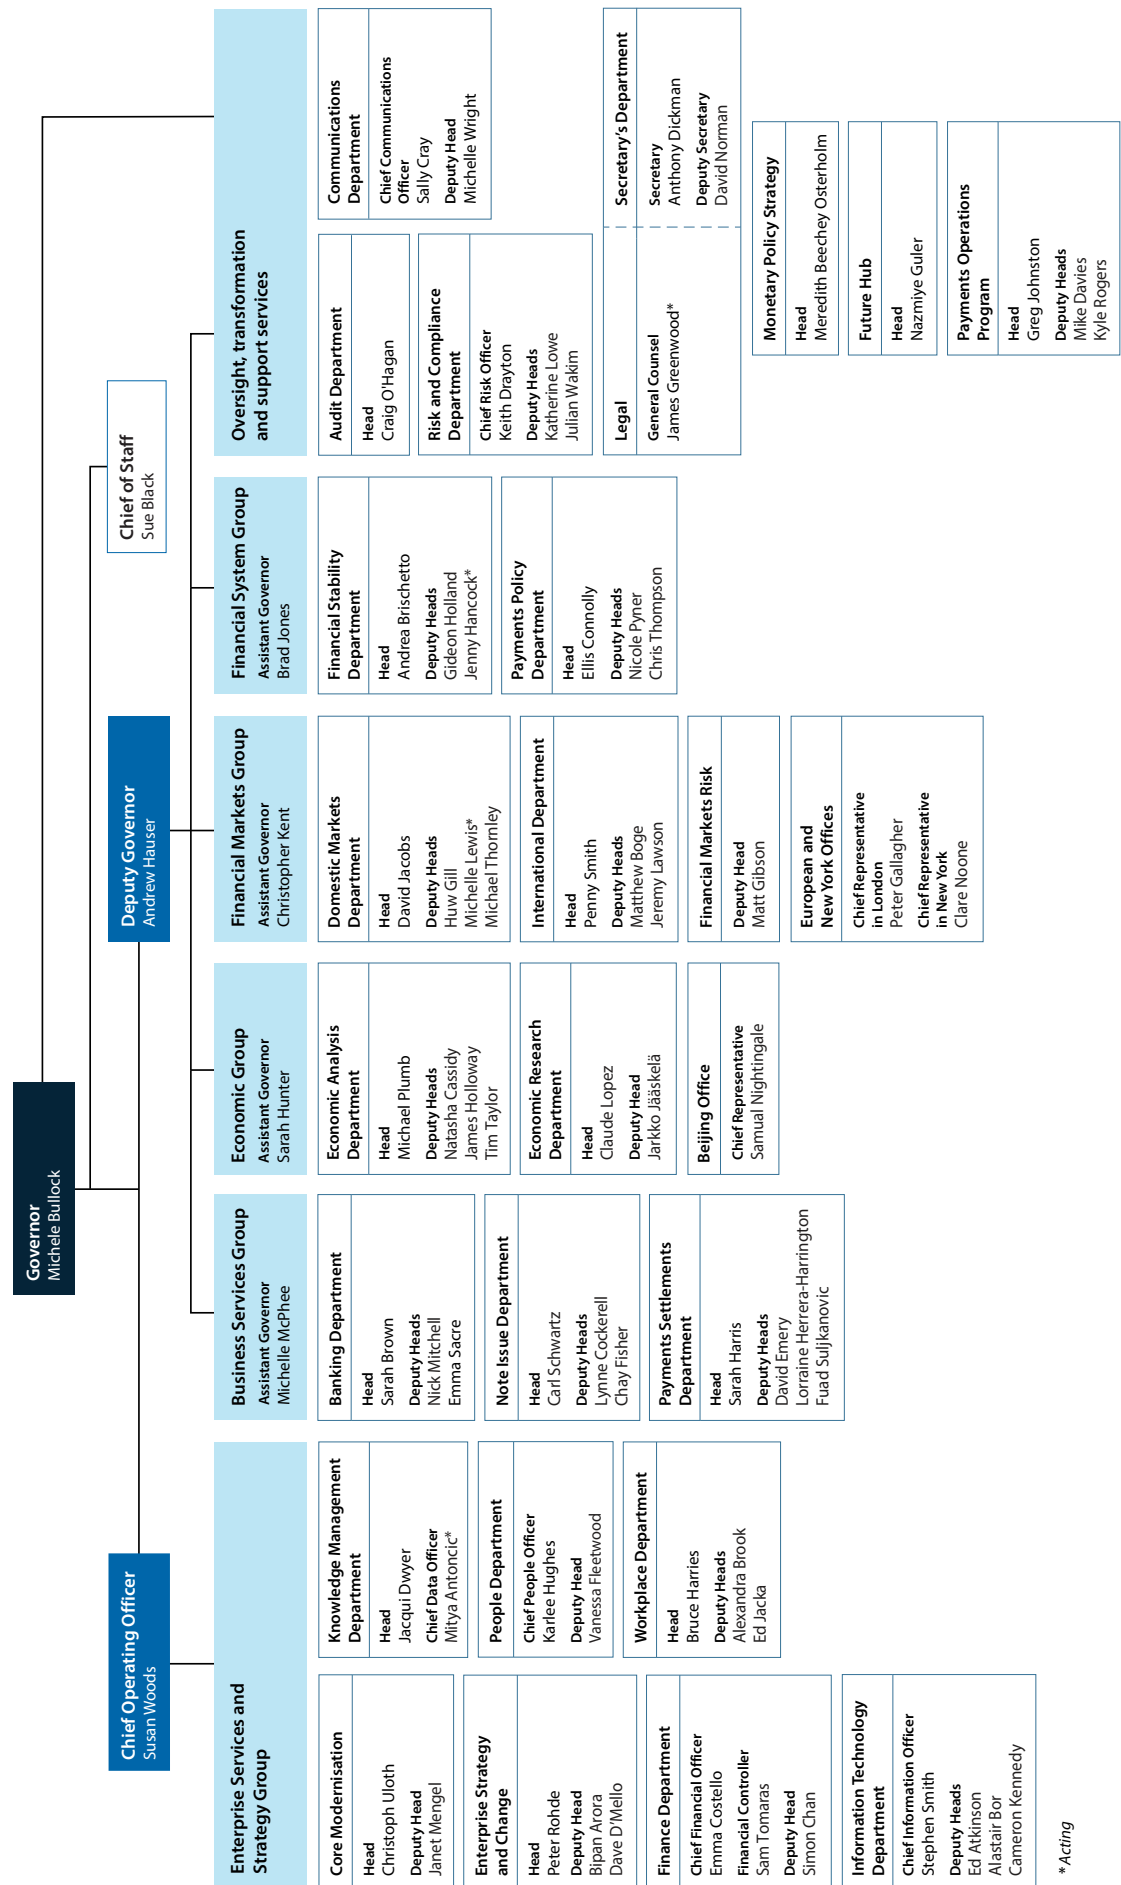 Governor
Michele Bullock
Chief Operating Officer
Susan Woods
Deputy Governor
Andrew Hauser
Chief of Staff
Sue Black
Enterprise Services and
Strategy Group
Core Modernisation
Head
Christoph Uloth
Deputy Head
Janet Mengel
Enterprise Strategy
and Change
Head
Peter Rohde
Deputy Head
Bipan Arora
Dave D'Mello
Finance Department
Chief Financial Officer
Emma Costello
Financial Controller
Sam Tomaras
Deputy Head
Simon Chan
Information Technology
Department
Chief Information Officer
Stephen Smith
Deputy Heads
Ed Atkinson
Alastair Bor
Cameron Kennedy
Knowledge Management
Department
Head
Jacqui Dwyer
Chief Data Officer
Mitya Antoncic*
People Department
Chief People Officer
Karlee Hughes
Deputy Head
Vanessa Fleetwood
Workplace Department
Head
Bruce Harries
Deputy Heads
Alexandra Brook
Ed Jacka
Business Services Group
Assistant Governor
Michelle McPhee
Banking Department
Head
Sarah Brown
Deputy Heads
Nick Mitchell
Emma Sacre
Note Issue Department
Head
Carl Schwartz
Deputy Heads
Lynne Cockerell
Chay Fisher
Payments Settlements
Department
Head
Sarah Harris
Deputy Heads
David Emery
Lorraine Herrera-Harrington
Fuad Suljkanovic
Economic Group
Assistant Governor
Sarah Hunter
Economic Analysis
Department
Head
Michael Plumb
Deputy Heads
Natasha Cassidy
James Holloway
Tim Taylor
Economic Research
Department
Head
Claude Lopez
Deputy Head
Jarkko Jääskelä
Beijing Office
Chief Representative
Samual Nightingale
Financial Markets Group
Assistant Governor
Christopher Kent
Domestic Markets
Department
Head
David Jacobs
Deputy Heads
Huw Gill
Michelle Lewis*
Michael Thornley
International Department
Head
Penny Smith
Deputy Heads
Matthew Boge
Jeremy Lawson
Financial Markets Risk
Deputy Head
Matt Gibson
European and
New York Offices
Chief Representative
in London
Peter Gallagher
Chief Representative
in New York
Clare Noone
Financial System Group
Assistant Governor
Brad Jones
Financial Stability
Department
Head
Andrea Brischetto
Deputy Heads
Gideon Holland
Jenny Hancock*
Payments Policy
Department
Head
Ellis Connolly
Deputy Heads
Nicole Pyner
Chris Thompson
Oversight, transformation
and support services
Audit Department
Head
Craig O'Hagan
Risk and Compliance
Department
Chief Risk Officer
Keith Drayton
Deputy Heads
Katherine Lowe
Julian Wakim
Communications
Department
Chief Communications
Officer
Sally Cray
Deputy Head
Michelle Wright
Legal
General Counsel
James Greenwood*
Secretary's Department
Secretary
Anthony Dickman
Deputy Secretary
David Norman
Monetary Policy Strategy
Head
Meredith Beechey Osterholm
Future Hub
Head
Nazmiye Guler
Payments Operations
Program
Head
Greg Johnston
Deputy Heads
Mike Davies
Kyle Rogers
* Acting